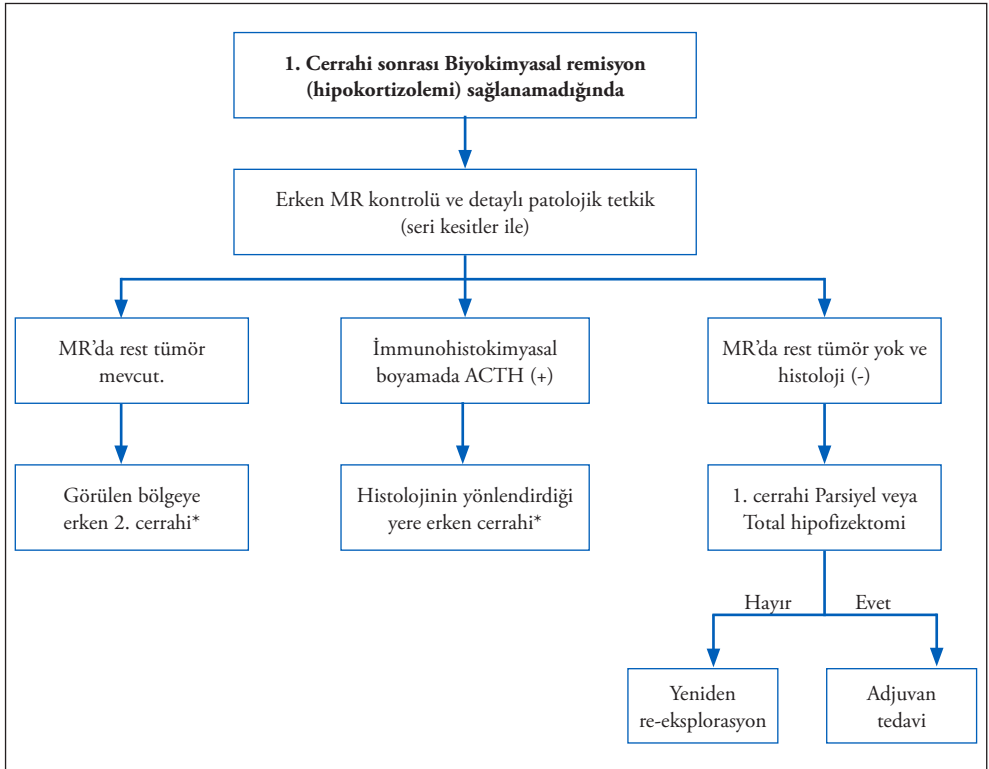 1. Cerrahi sonrası Biyokimyasal remisyon
(hipokortizolemi) sağlanamadığında
Erken MR kontrolü ve detaylı patolojik tetkik
(seri kesitler ile)
MR'da rest tümör
mevcut.
İmmunohistokimyasal
boyamada ACTH (+)
MR'da rest tümör yok ve
histoloji (-)
Görülen bölgeye
erken 2. cerrahi*
Histolojinin yönlendirdiği
yere erken cerrahi*
1. cerrahi Parsiyel veya
Total hipofizektomi
Hayır
Evet
Yeniden
re-eksplorasyon
Adjuvan
tedavi